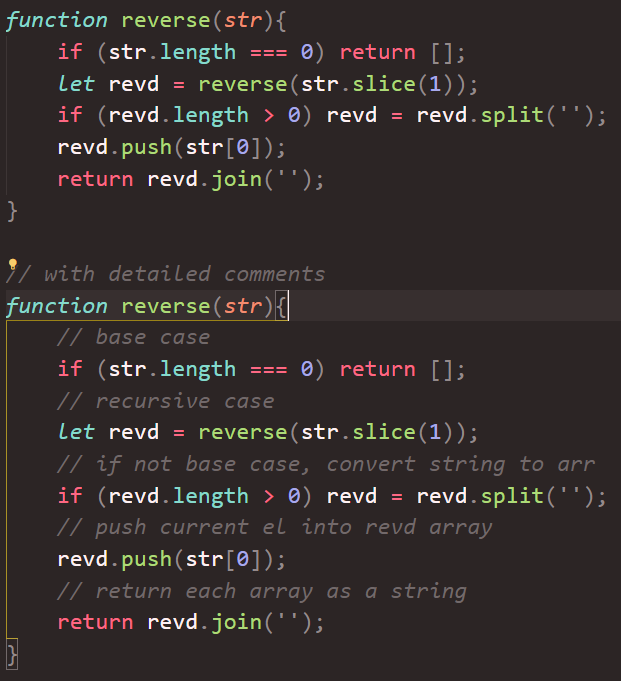 function reverse(str){
    if (str.length === 0) return [];
    let revd = reverse(str.slice(1));
    if (revd.length > 0) revd = revd.split('');
    revd.push(str[0]);
    return revd.join('');
}
// with detailed comments
function reverse(str){
    // base case
    if (str.length === 0) return [];
    // recursive case
    let revd = reverse(str.slice(1));
    // if not base case, convert string to arr
    if (revd.length > 0) revd = revd.split('');
    // push current el into revd array
    revd.push(str[0]);
    // return each array as a string
    return revd.join('');
}